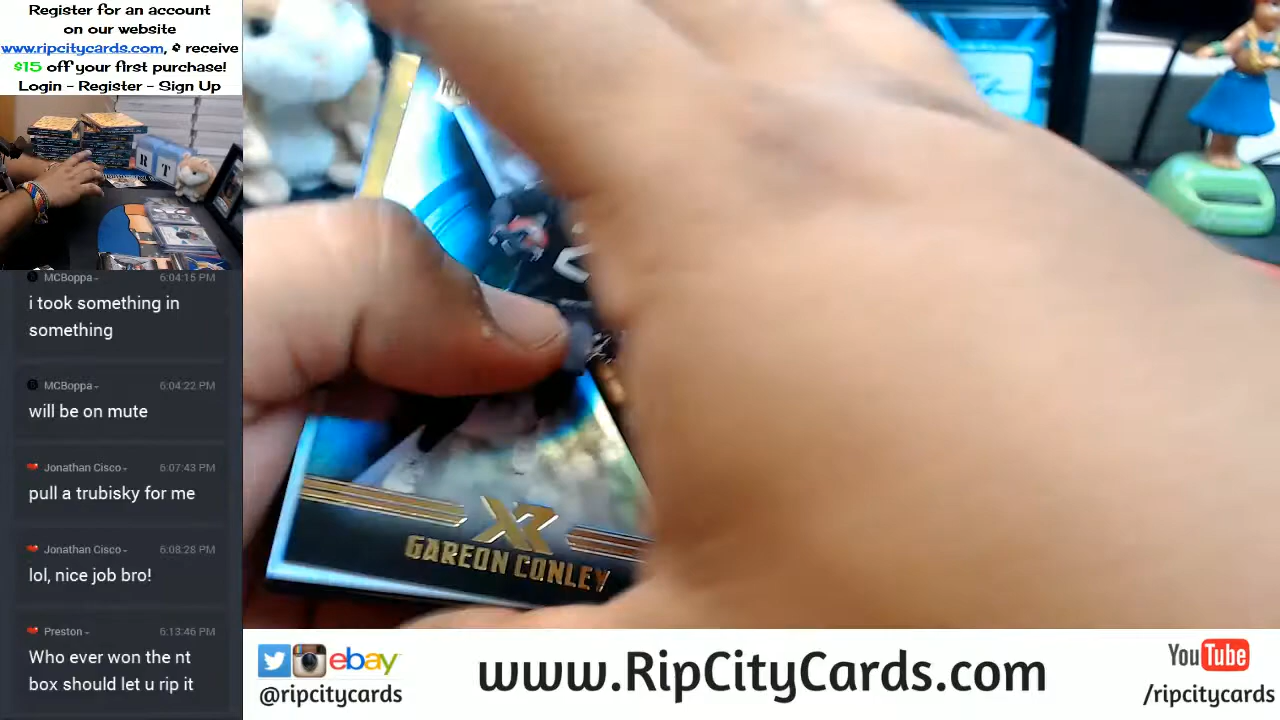 Register for an account
on our website
www.ripcitycards.com, & receive
$15 off your first purchase!
Login - Register - Sign Up
R T
MCBoppa 6:04:15 PM
i took something in
something
MCBoppa 6:04:22 PM
will be on mute
Jonathan Cisco 6:07:43 PM
pull a trubisky for me
Jonathan Cisco 6:08:28 PM
lol, nice job bro!
Preston 6:13:46 PM
Who ever won the nt
box should let u rip it
XR
GAREON CONLEY
ebay
@ripcitycards
www.RipCityCards.com
YouTube
/ripcitycards